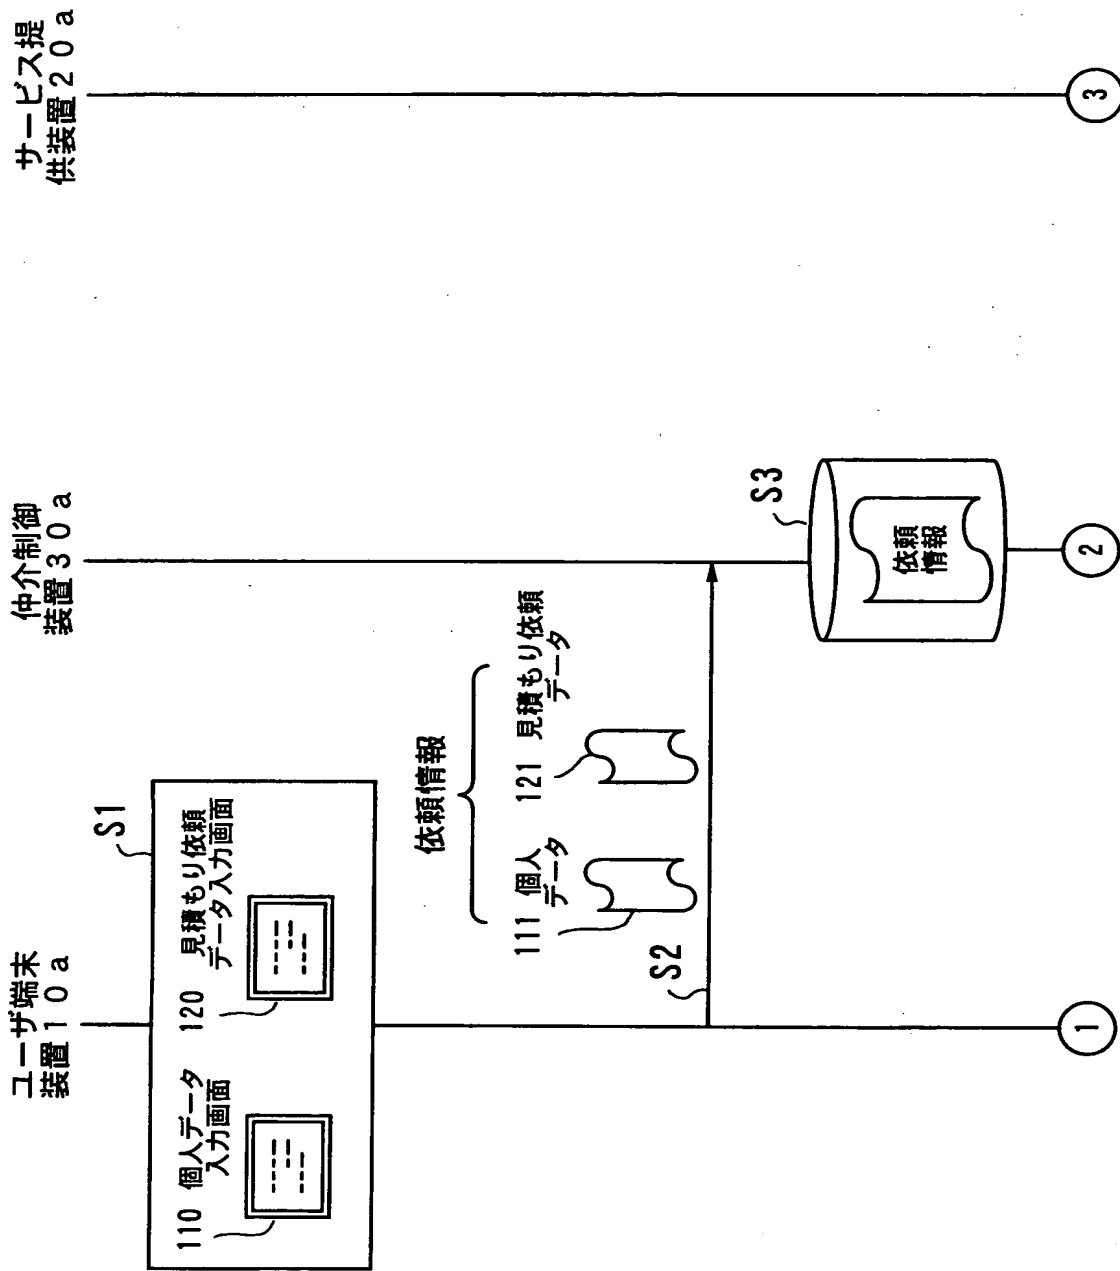 ユーザ端末
装置10a
仲介制御
装置30a
サービス提
供装置20a
S1
110 個人データ
入力画面
120 見積もり依頼
データ入力画面
依頼情報
111 個人
データ
121 見積もり依頼
データ
S2
S3
依頼
情報
1
2
3